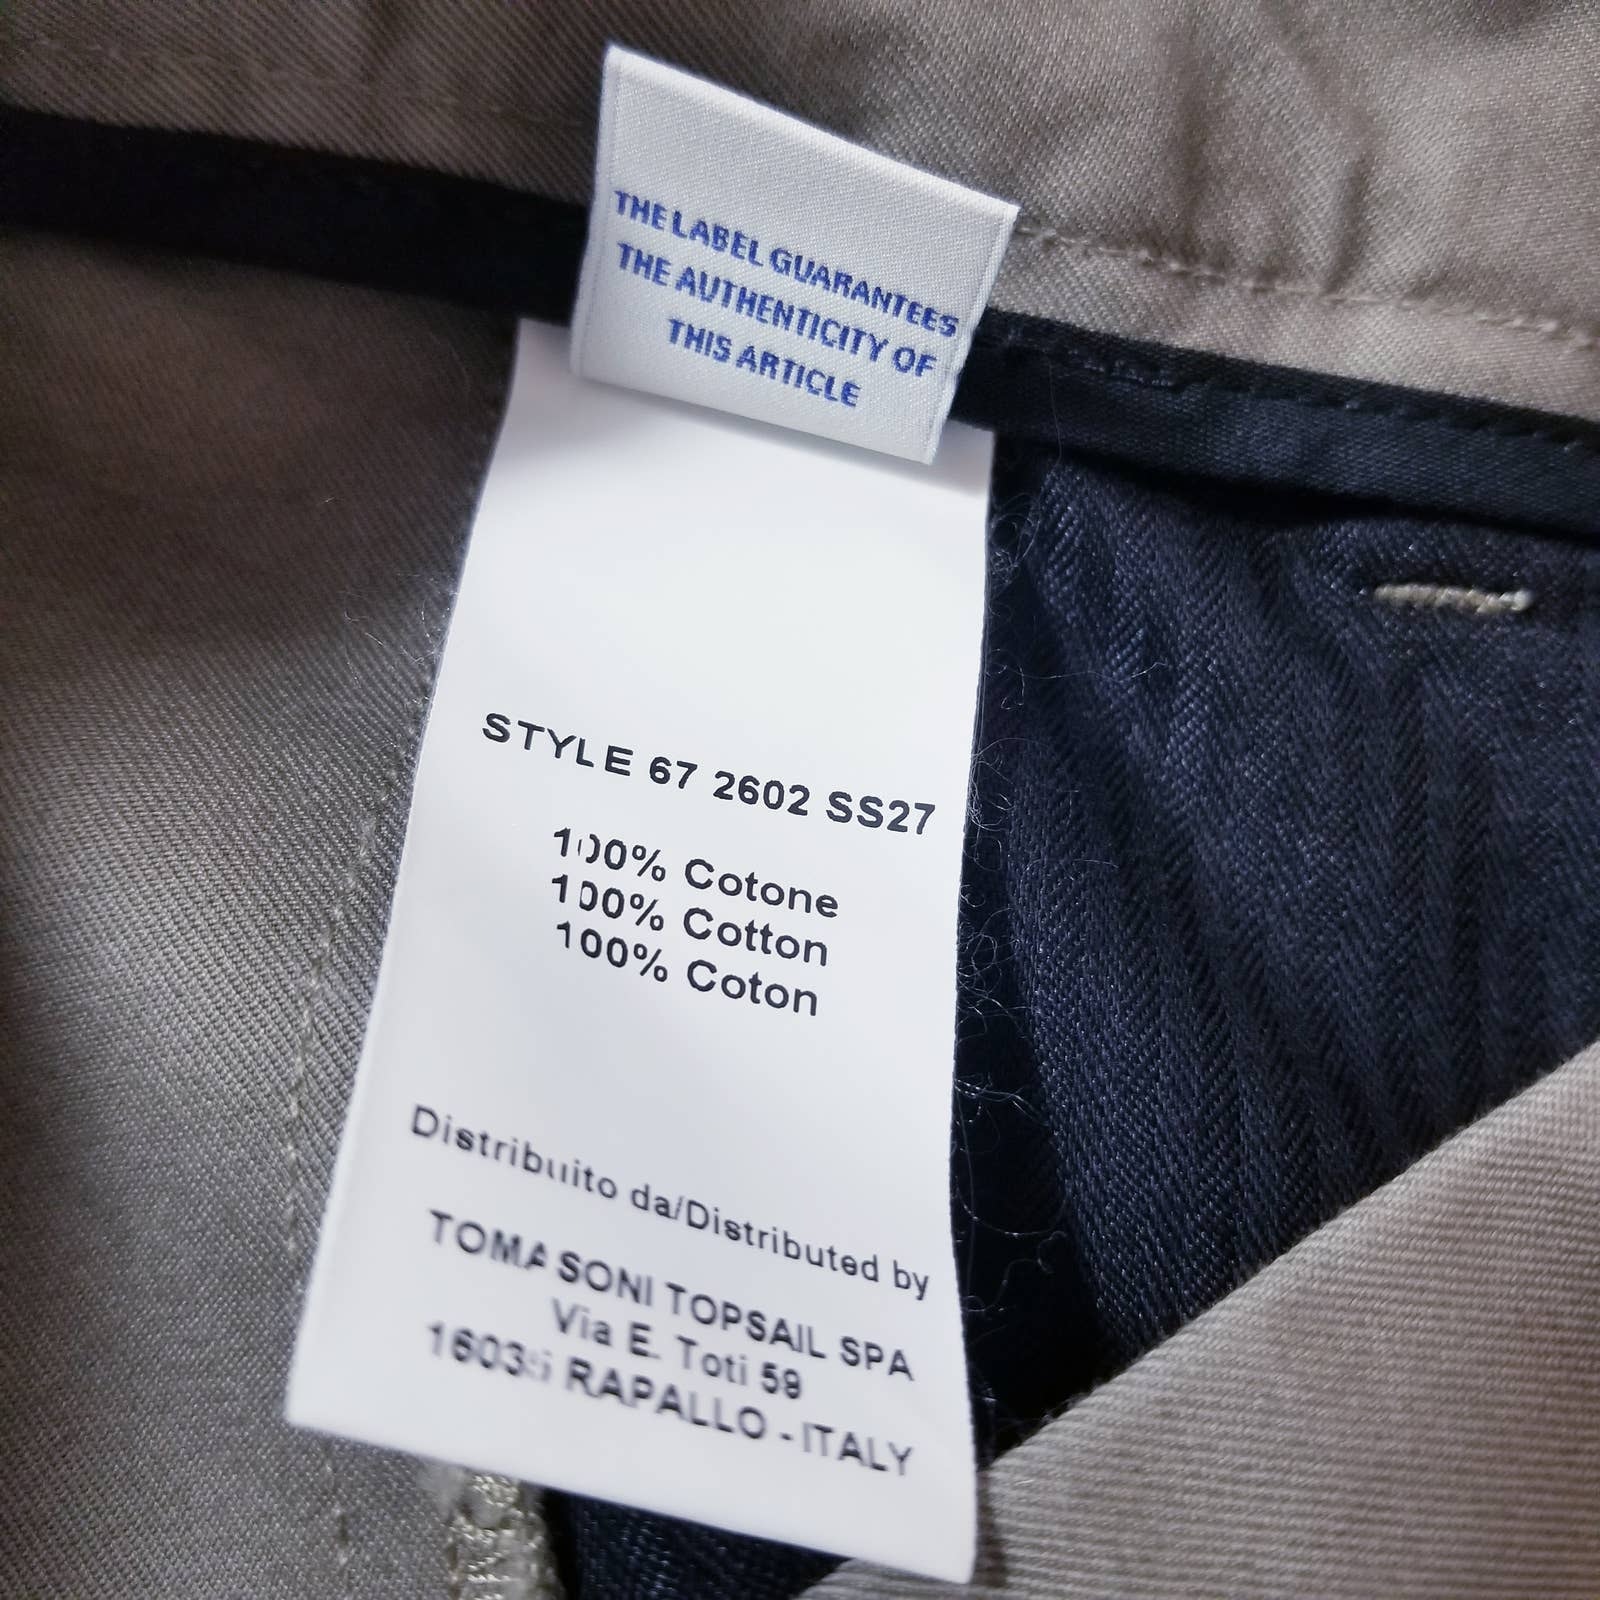 THE LABEL GUARANTEES
THE AUTHENTICITY OF
THIS ARTICLE
STYLE 67 2602 SS27
100% Cotone
100% Cotton
100% Coton
Distribuito da/Distributed by
TOMASONI TOPSAIL SPA
Via E. Toti 59
16035 RAPALLO - ITALY